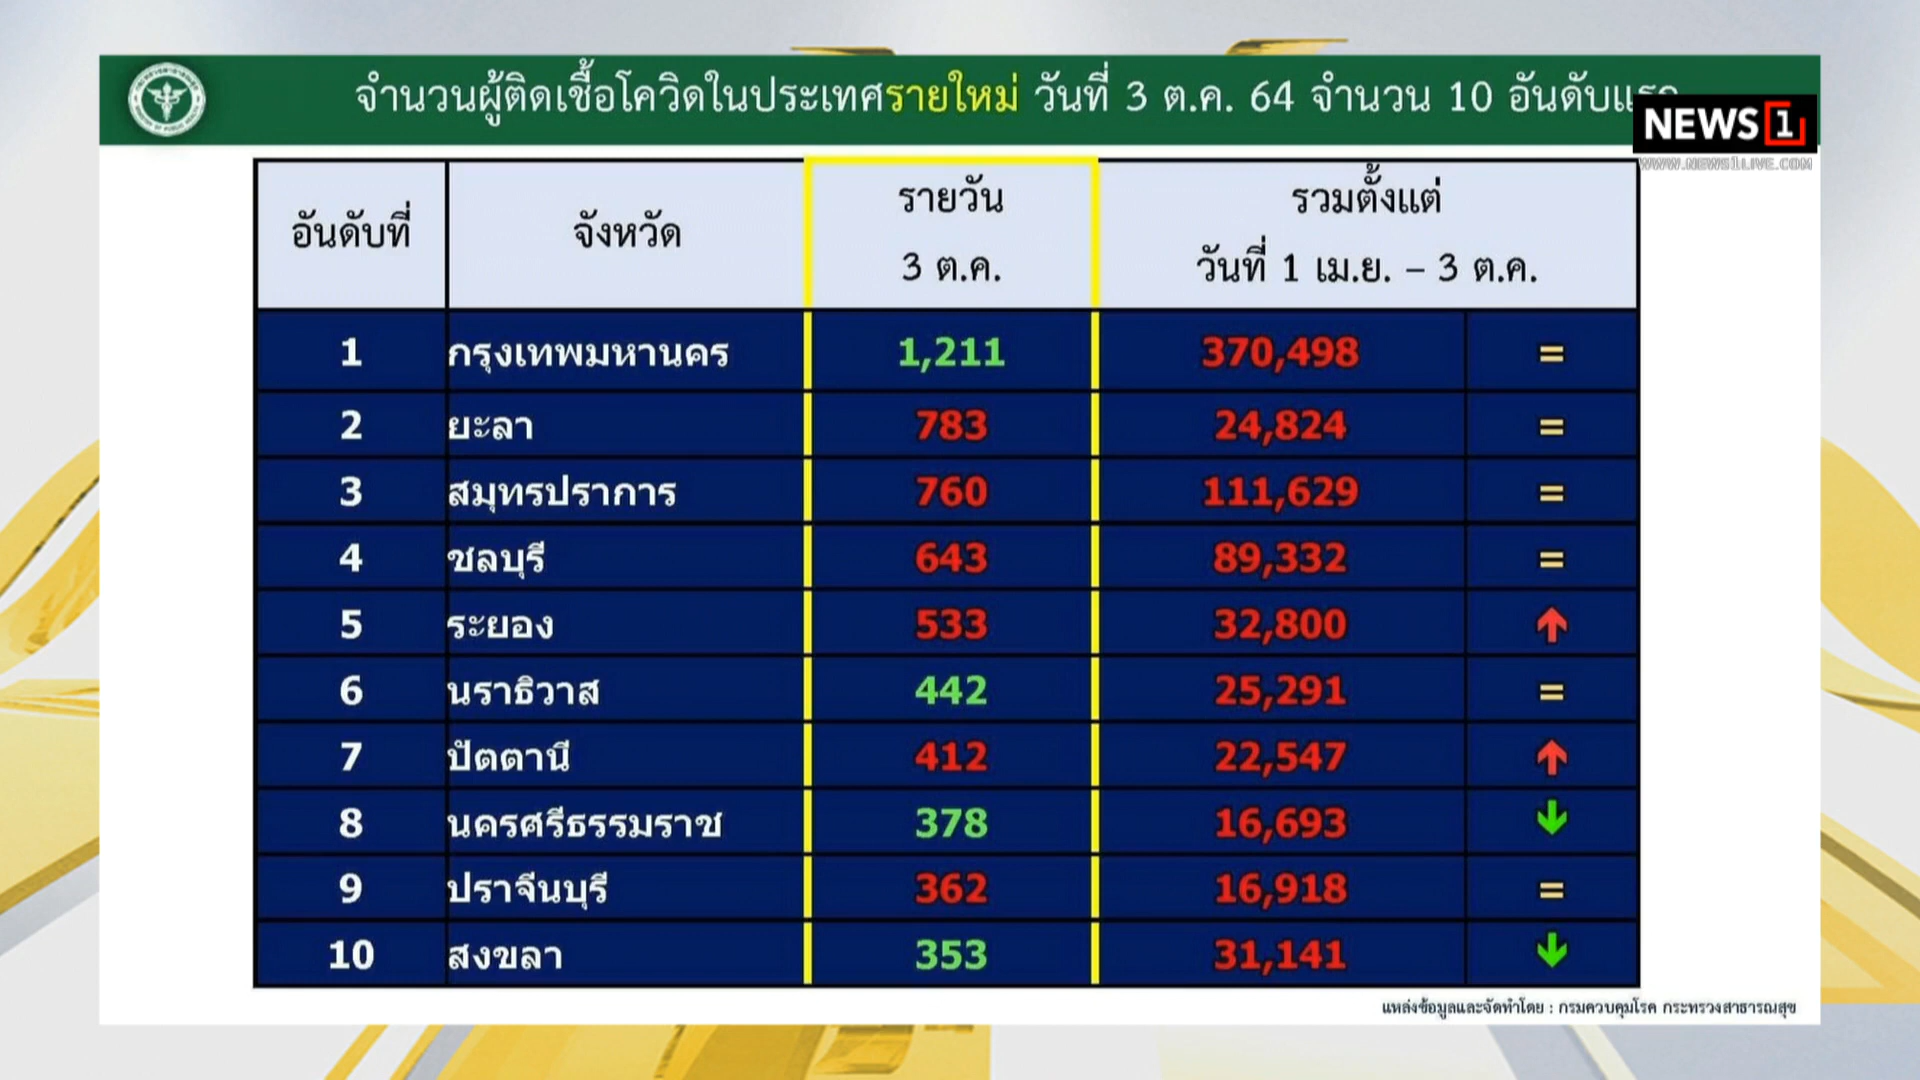 จำนวนผู้ติดเชื้อโควิดในประเทศรายใหม่ วันที่ 3 ต.ค. 64 จำนวน 10 อันดับแรก
NEWS 1
WWW.NEWS1LIVE.COM
อันดับที่ จังหวัด รายวัน 3 ต.ค. รวมตั้งแต่ วันที่ 1 เม.ย. – 3 ต.ค.
1 กรุงเทพมหานคร 1,211 370,498 =
2 ยะลา 783 24,824 =
3 สมุทรปราการ 760 111,629 =
4 ชลบุรี 643 89,332 =
5 ระยอง 533 32,800 ↑
6 นราธิวาส 442 25,291 =
7 ปัตตานี 412 22,547 ↑
8 นครศรีธรรมราช 378 16,693 ↓
9 ปราจีนบุรี 362 16,918 =
10 สงขลา 353 31,141 ↓
แหล่งข้อมูลและจัดทำโดย : กรมควบคุมโรค กระทรวงสาธารณสุข